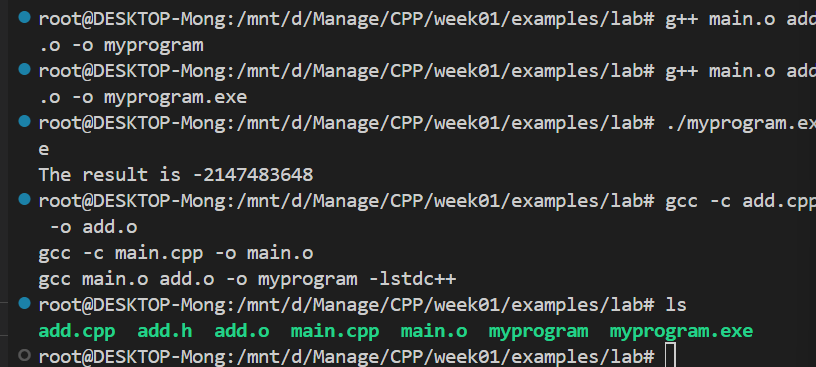 root@DESKTOP-Mong:/mnt/d/Manage/CPP/week01/examples/lab# g++ main.o add
.o -o myprogram
root@DESKTOP-Mong:/mnt/d/Manage/CPP/week01/examples/lab# g++ main.o add
.o -o myprogram.exe
root@DESKTOP-Mong:/mnt/d/Manage/CPP/week01/examples/lab# ./myprogram.ex
e
The result is -2147483648
root@DESKTOP-Mong:/mnt/d/Manage/CPP/week01/examples/lab# gcc -c add.cpp
 -o add.o
gcc -c main.cpp -o main.o
gcc main.o add.o -o myprogram -lstdc++
root@DESKTOP-Mong:/mnt/d/Manage/CPP/week01/examples/lab# ls
add.cpp  add.h  add.o  main.cpp  main.o  myprogram  myprogram.exe
root@DESKTOP-Mong:/mnt/d/Manage/CPP/week01/examples/lab#